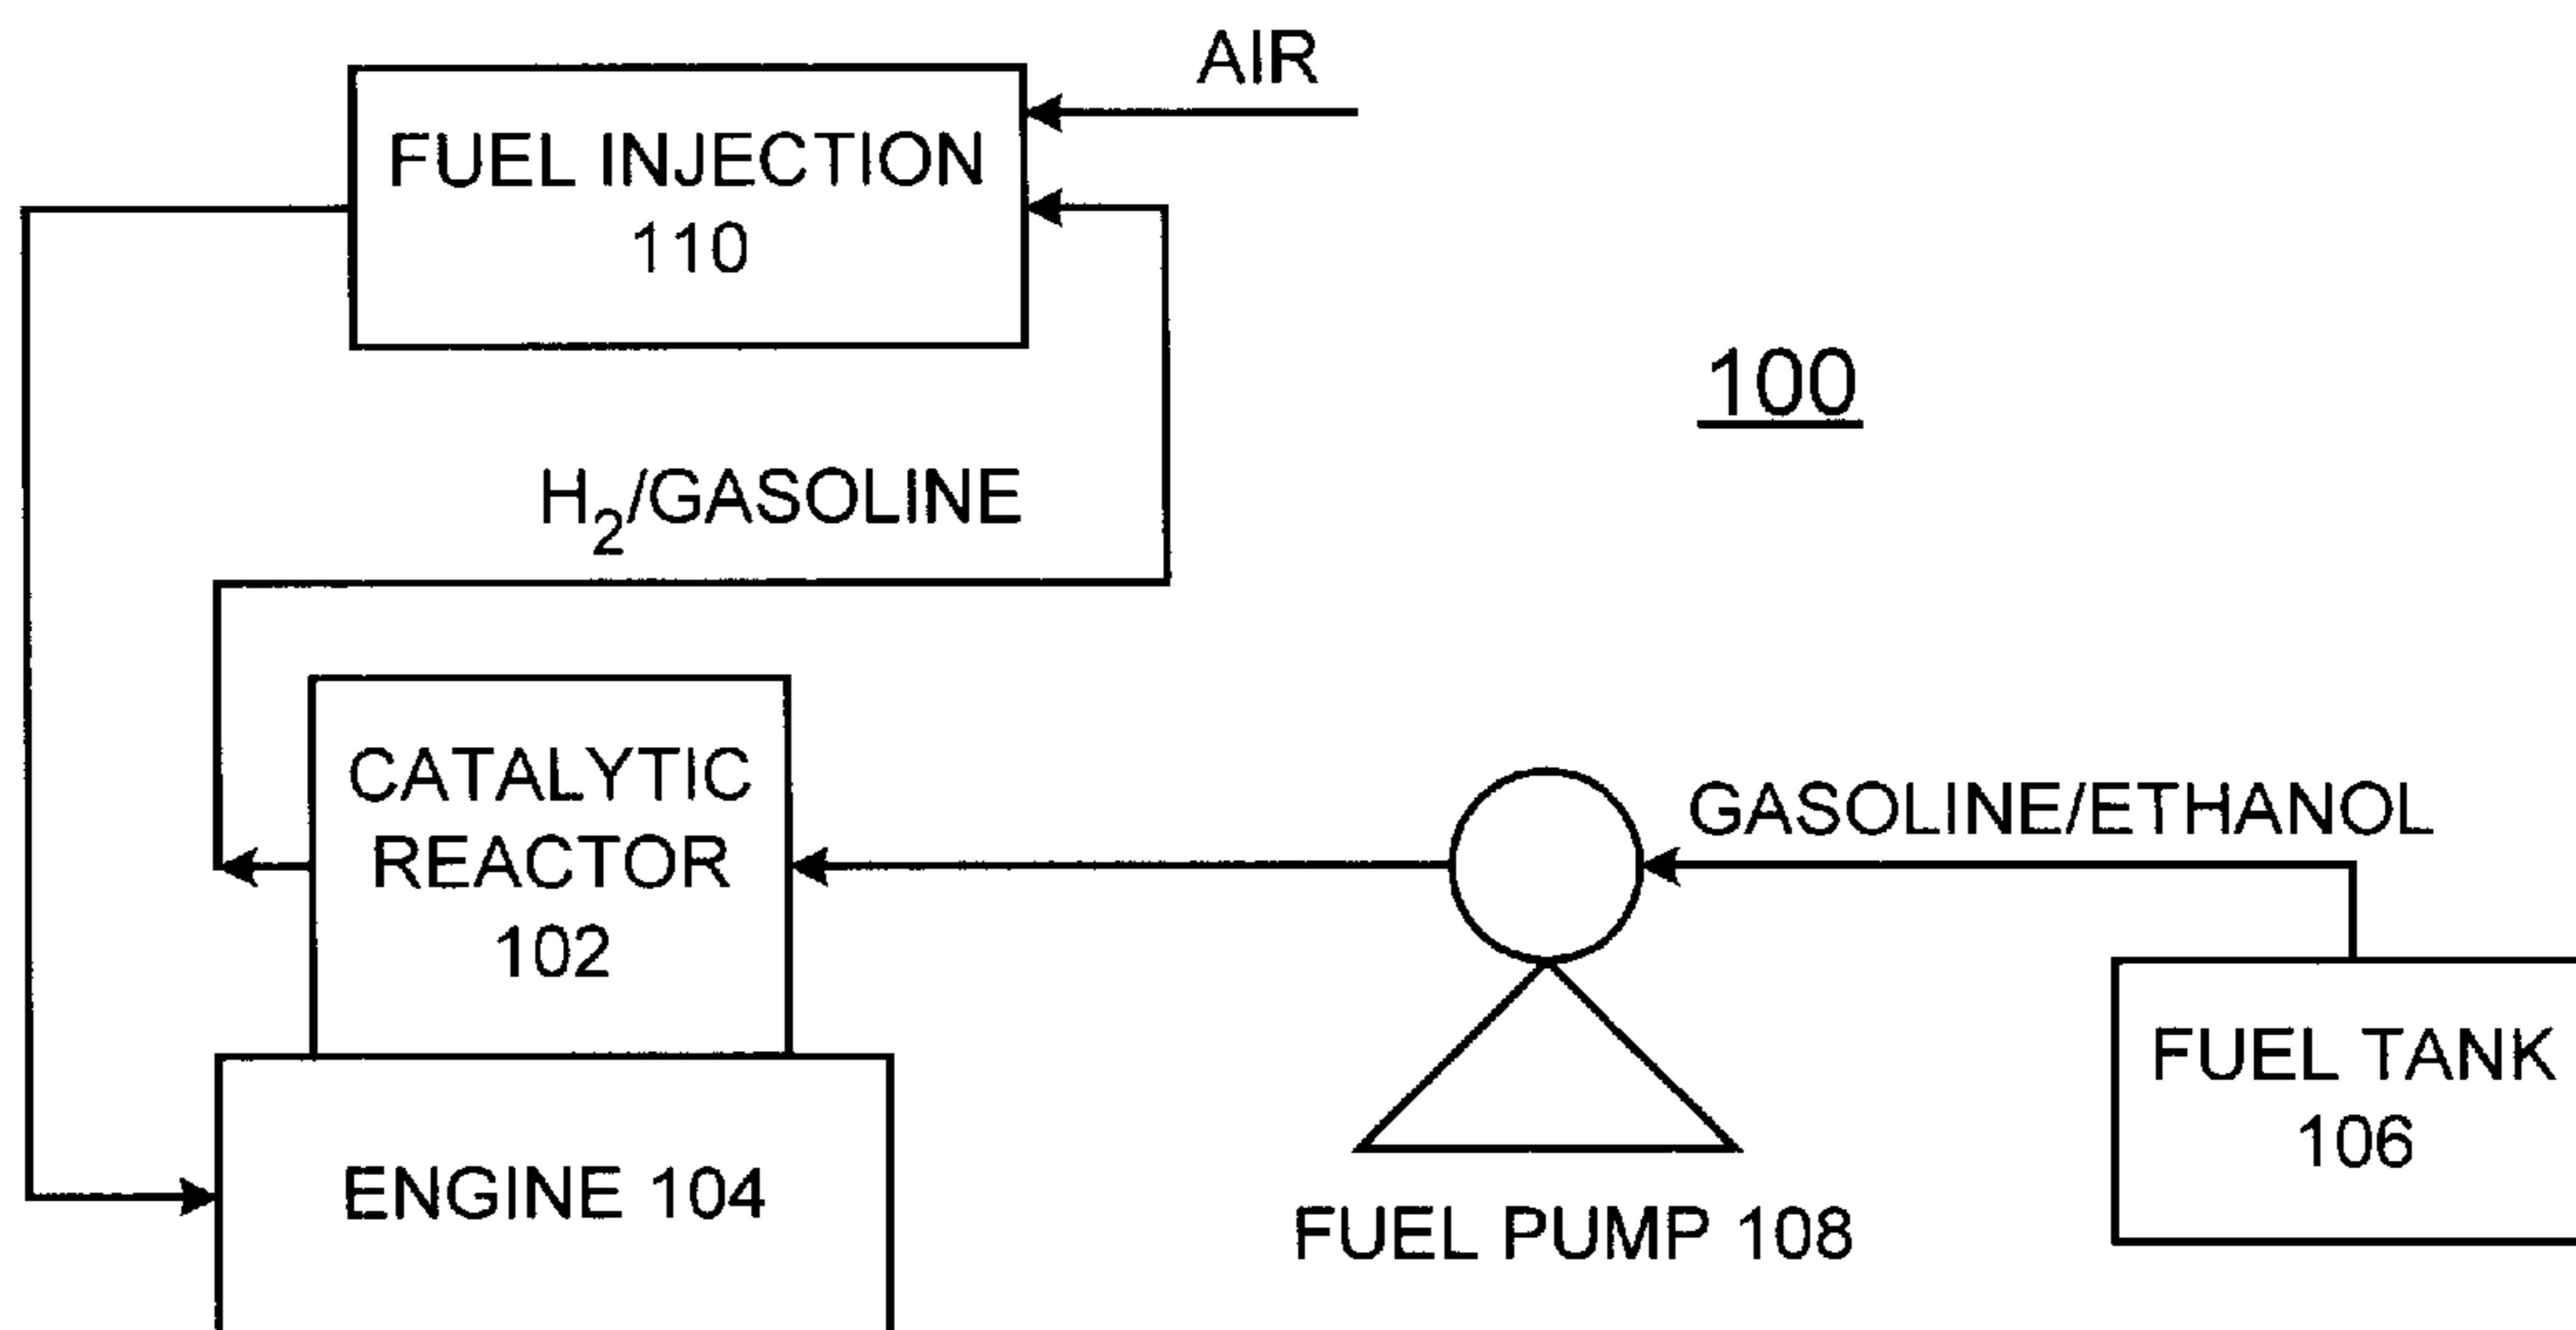 AIR
FUEL INJECTION
110
100
H₂/GASOLINE
CATALYTIC
REACTOR
102
GASOLINE/ETHANOL
FUEL TANK
106
ENGINE 104
FUEL PUMP 108